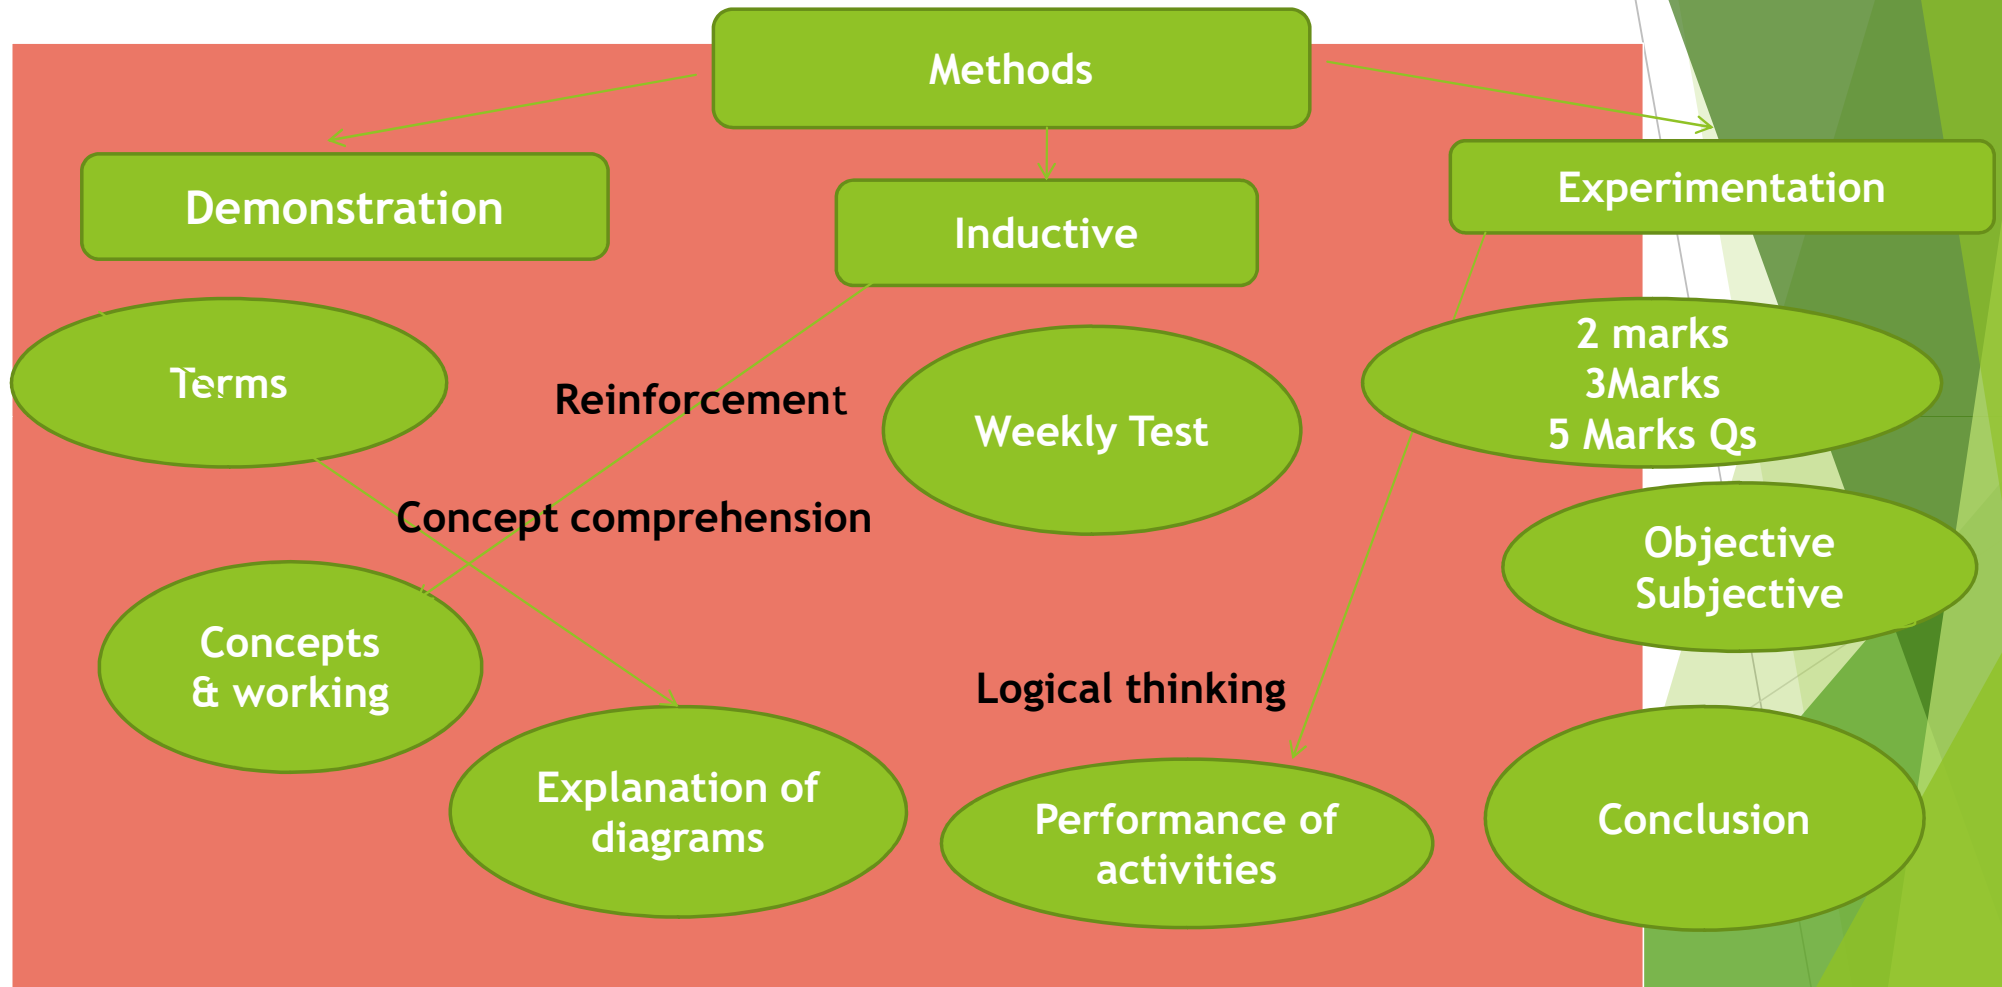 Methods
Demonstration
Inductive
Experimentation
Terms
Reinforcement
Weekly Test
2 marks
3Marks
5 Marks Qs
Concept comprehension
Objective
Subjective
Concepts
& working
Logical thinking
Explanation of
diagrams
Performance of
activities
Conclusion